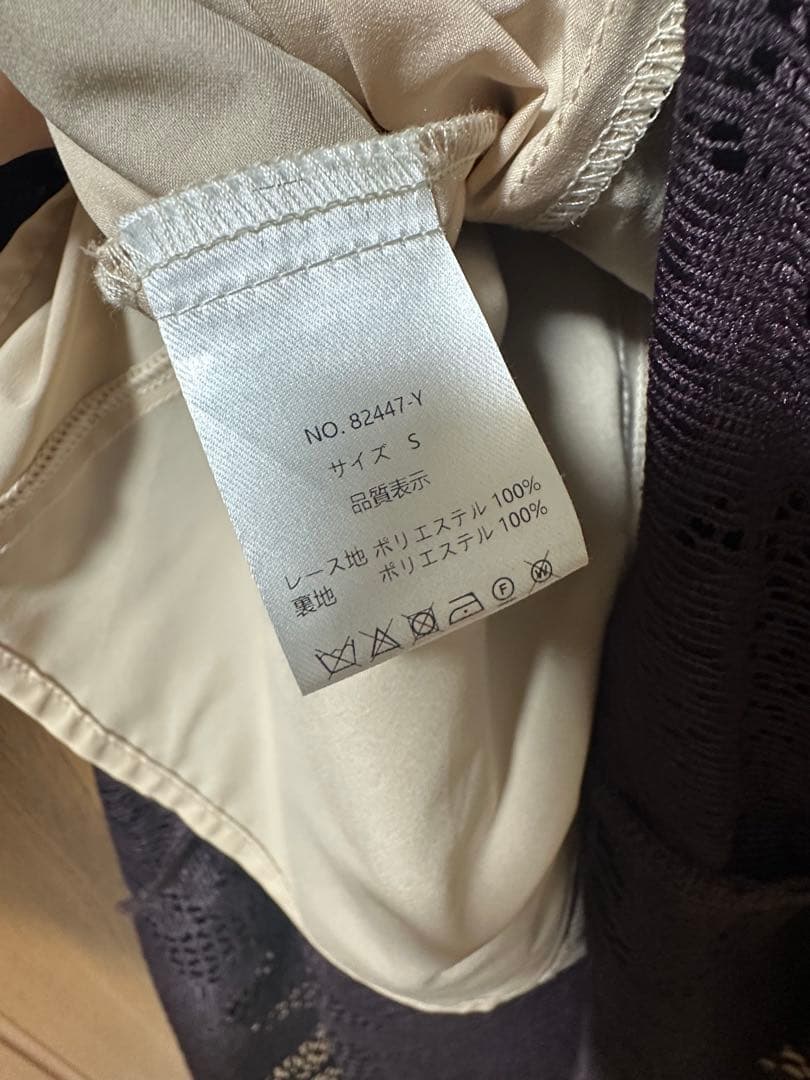 NO. 82447-Y
サイズ S
品質表示
レース地 ポリエステル 100%
裏地 ポリエステル 100%
F W